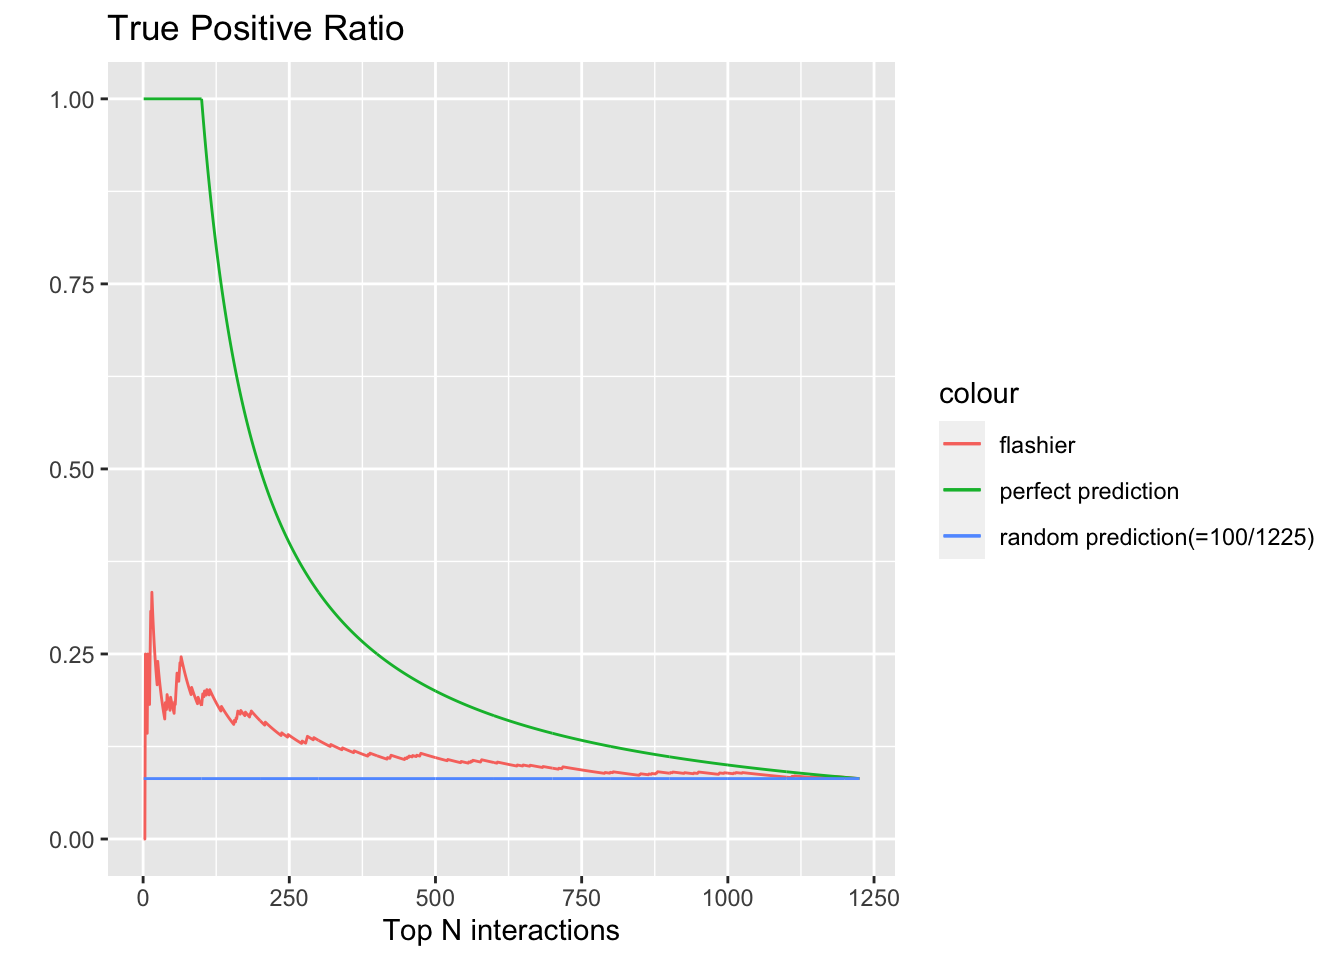 True Positive Ratio
1.00
0.75
0.50
0.25
0.00
0
250
500
750
1000
1250
Top N interactions
colour
flashier
perfect prediction
random prediction(=100/1225)